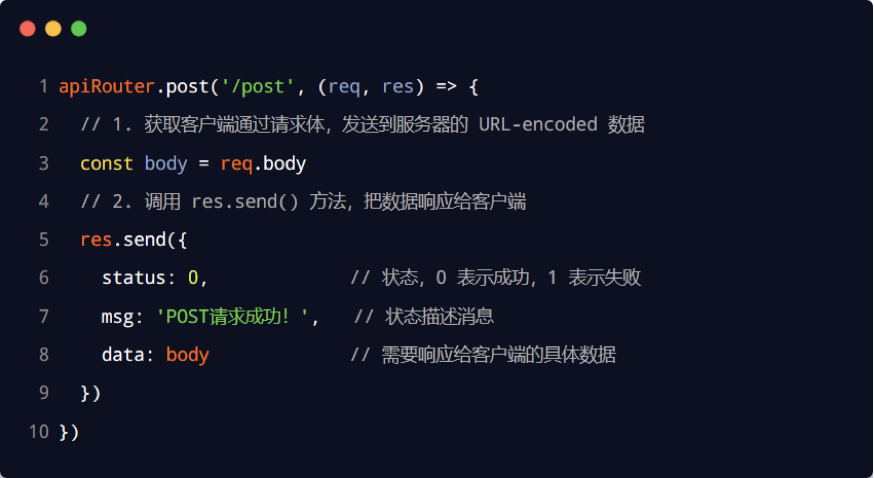 1 apiRouter.post('/post', (req, res) => {
2   // 1. 获取客户端通过请求体，发送到服务器的 URL-encoded 数据
3   const body = req.body
4   // 2. 调用 res.send() 方法，把数据响应给客户端
5   res.send({
6     status: 0,             // 状态，0 表示成功，1 表示失败
7     msg: 'POST请求成功！',   // 状态描述消息
8     data: body             // 需要响应给客户端的具体数据
9   })
10 })